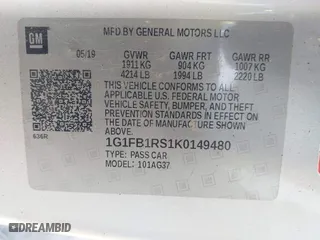 GM
MFD BY GENERAL MOTORS LLC
05/19
GVWR GAWR FRT GAWR RR
1911 KG 904 KG 1007 KG
4214 LB 1994 LB 2220 LB
THIS VEHICLE CONFORMS TO ALL
APPLICABLE U.S. FEDERAL MOTOR
VEHICLE SAFETY, BUMPER, AND THEFT
PREVENTION STANDARDS IN EFFECT ON
THE DATE OF MANUFACTURE SHOWN
ABOVE.
1G1FB1RS1K0149480
TYPE: PASS CAR
MODEL: 101AG37
AUTOBIDMASTER